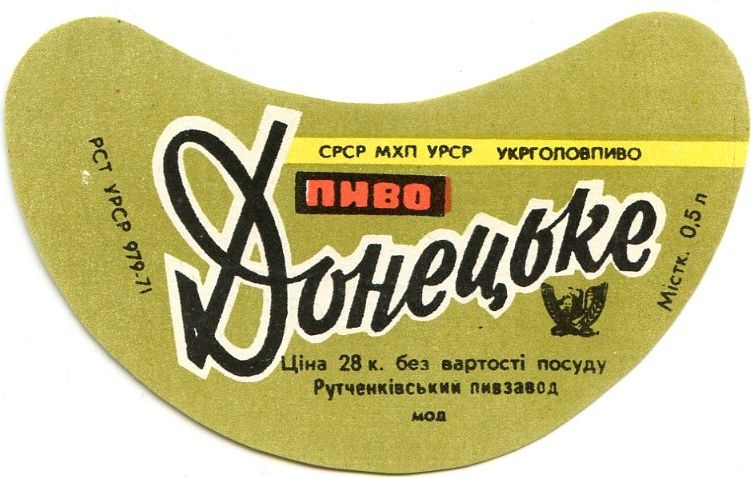 СРСР МХП УРСР УКРГОЛОВПИВО
ПИВО
Донецьке
РСТ УРСР 979-71
Містк. 0,5 л
Ціна 28 к. без вартості посуду
Рутченківський пивзавод
МОД